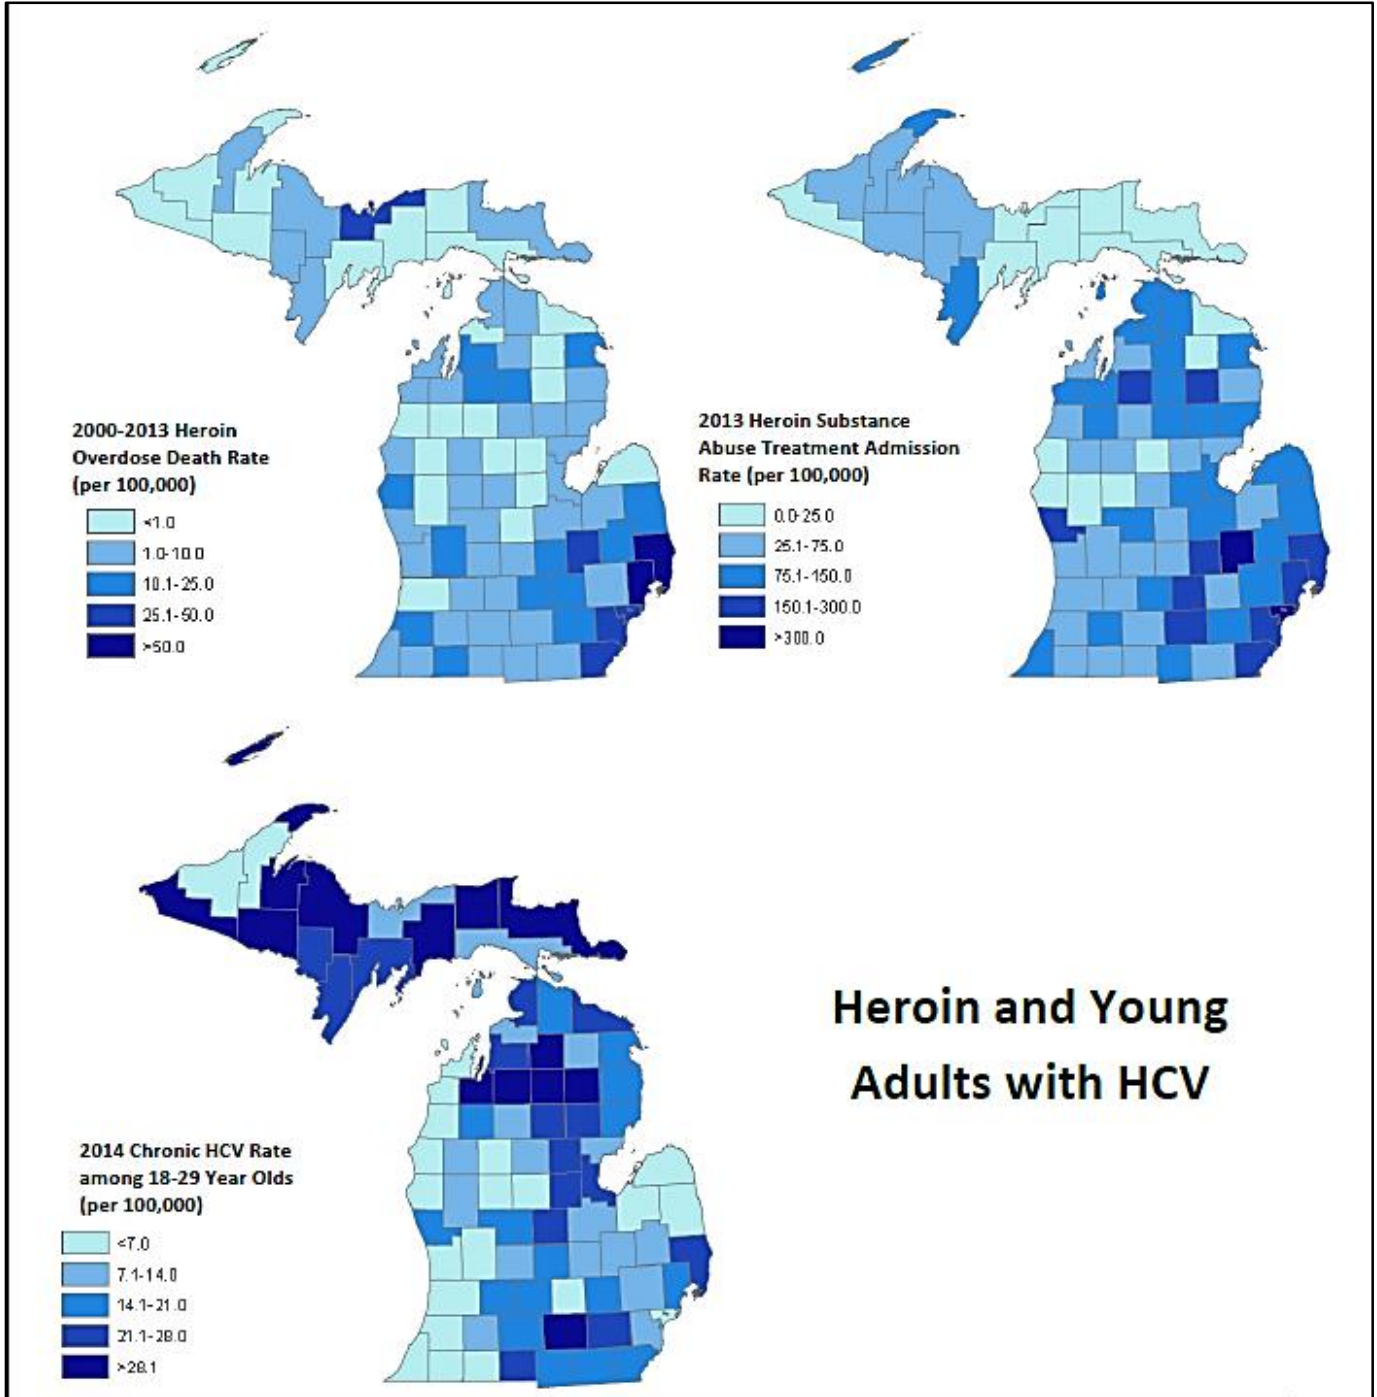 2000-2013 Heroin
Overdose Death Rate
(per 100,000)
<1.0
1.0-10.0
10.1-25.0
25.1-50.0
>50.0
2013 Heroin Substance
Abuse Treatment Admission
Rate (per 100,000)
0.0-25.0
25.1-75.0
75.1-150.0
150.1-300.0
>300.0
2014 Chronic HCV Rate
among 18-29 Year Olds
(per 100,000)
<7.0
7.1-14.0
14.1-21.0
21.1-28.0
>28.1
Heroin and Young
Adults with HCV